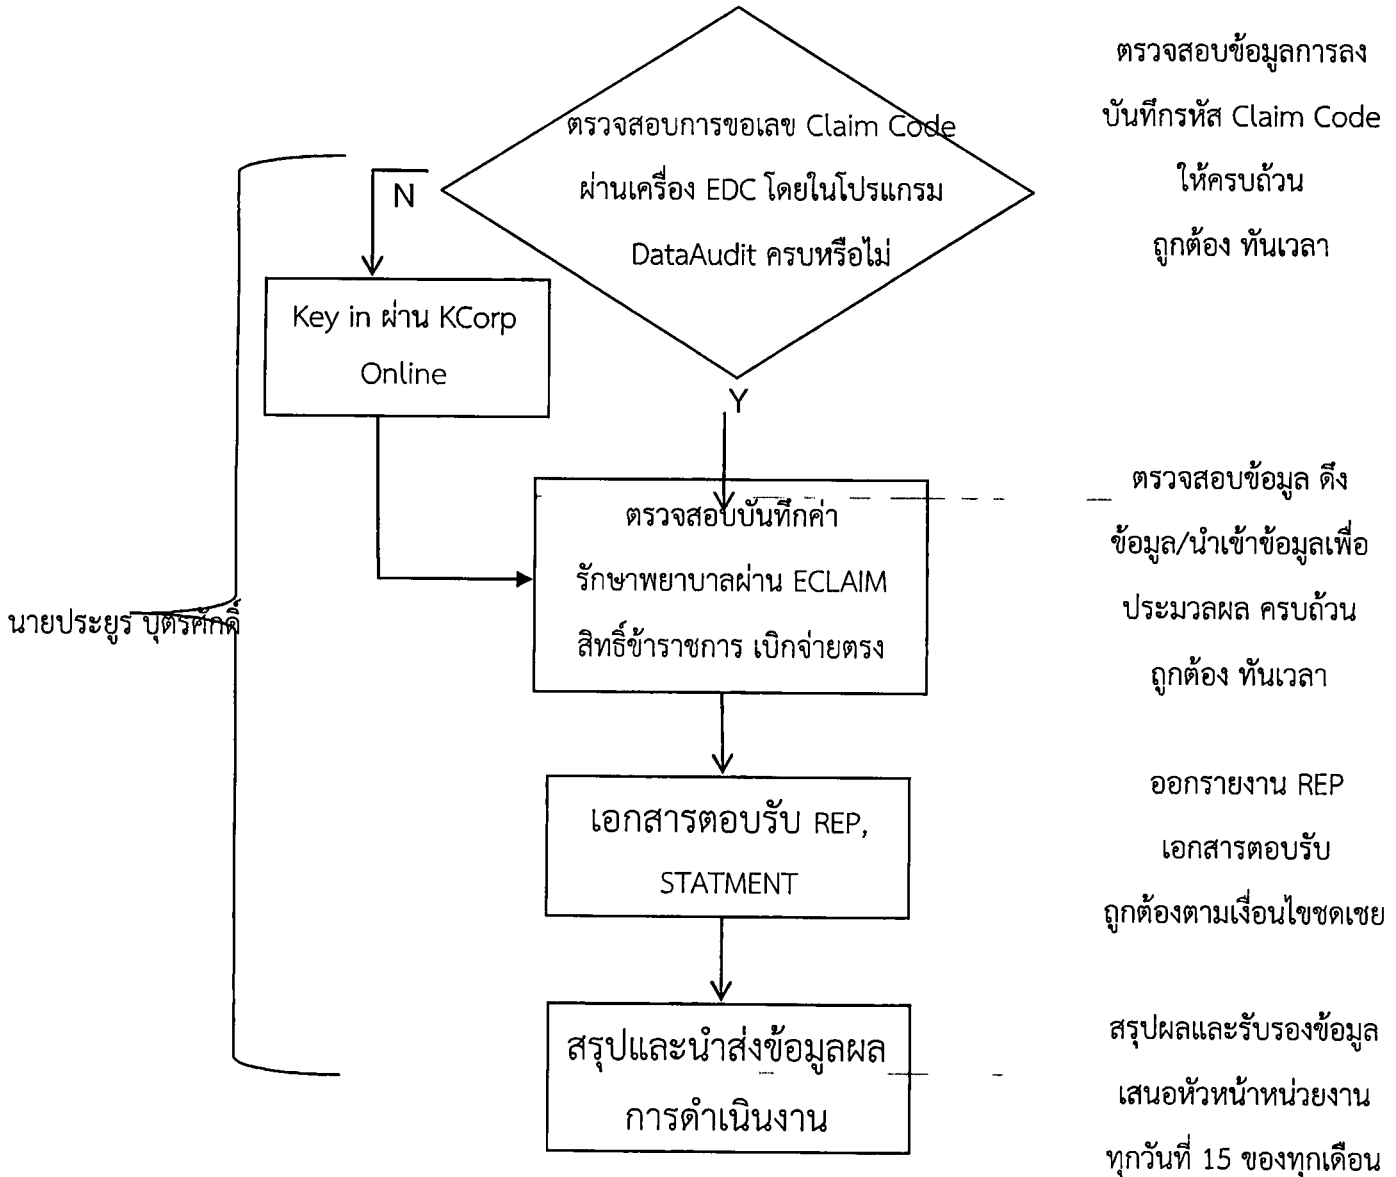 ตรวจสอบการขอเลข Claim Code
ผ่านเครื่อง EDC โดยในโปรแกรม
DataAudit ครบหรือไม่
ตรวจสอบข้อมูลการลง
บันทึกรหัส Claim Code
ให้ครบถ้วน
ถูกต้อง ทันเวลา
N
Key in ผ่าน KCorp
Online
Y
ตรวจสอบบันทึกค่า
รักษาพยาบาลผ่าน ECLAIM
สิทธิ์ข้าราชการ เบิกจ่ายตรง
ตรวจสอบข้อมูล ดึง
ข้อมูล/นำเข้าข้อมูลเพื่อ
ประมวลผล ครบถ้วน
ถูกต้อง ทันเวลา
นายประยูร บุตรศักดิ์
เอกสารตอบรับ REP,
STATMENT
ออกรายงาน REP
เอกสารตอบรับ
ถูกต้องตามเงื่อนไขชดเชย
สรุปและนำส่งข้อมูลผล
การดำเนินงาน
สรุปผลและรับรองข้อมูล
เสนอหัวหน้าหน่วยงาน
ทุกวันที่ 15 ของทุกเดือน